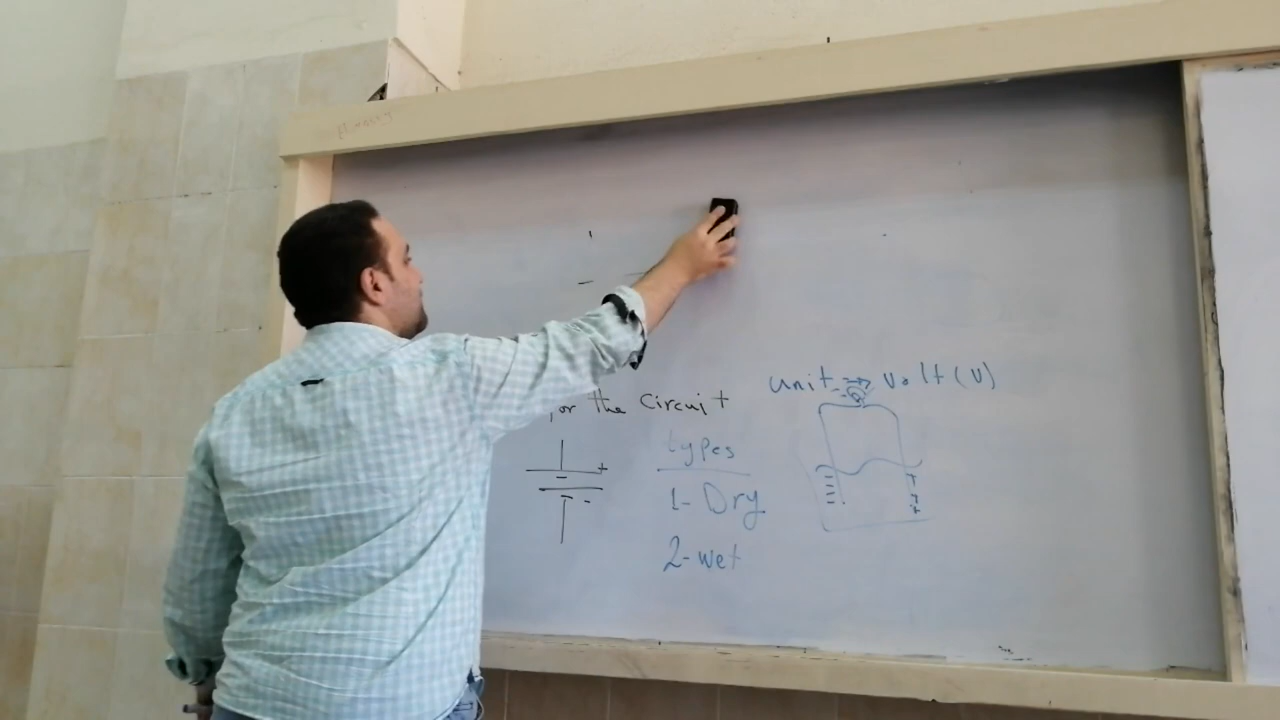 for the Circuit
unit ⇒ volt (v)
types
1- Dry
2- wet
+
-